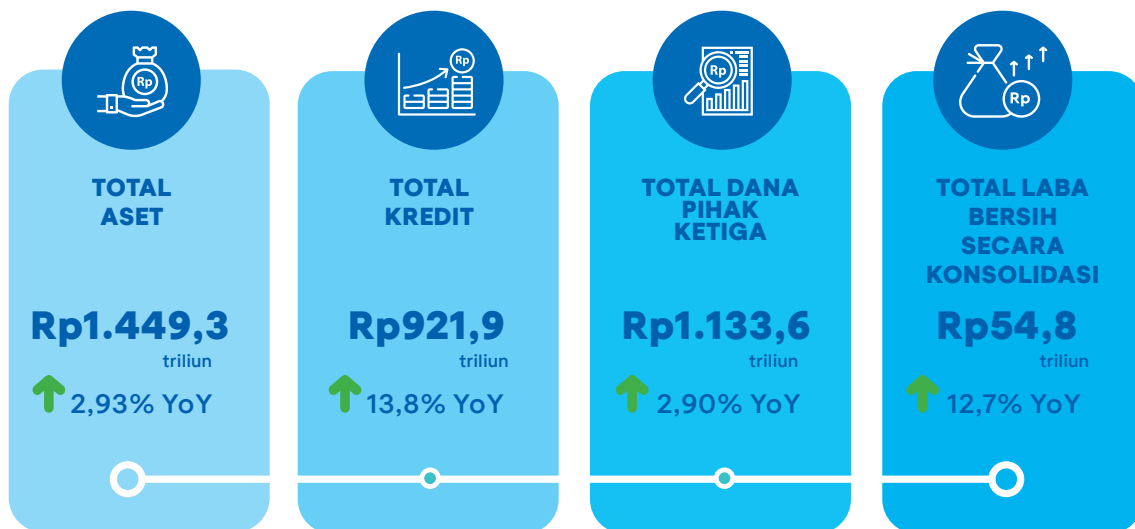 Rp
TOTAL
ASET
Rp1.449,3
triliun
2,93% YoY
Rp
TOTAL
KREDIT
Rp921,9
triliun
13,8% YoY
Rp
TOTAL DANA
PIHAK
KETIGA
Rp1.133,6
triliun
2,90% YoY
Rp
TOTAL LABA
BERSIH
SECARA
KONSOLIDASI
Rp54,8
triliun
12,7% YoY